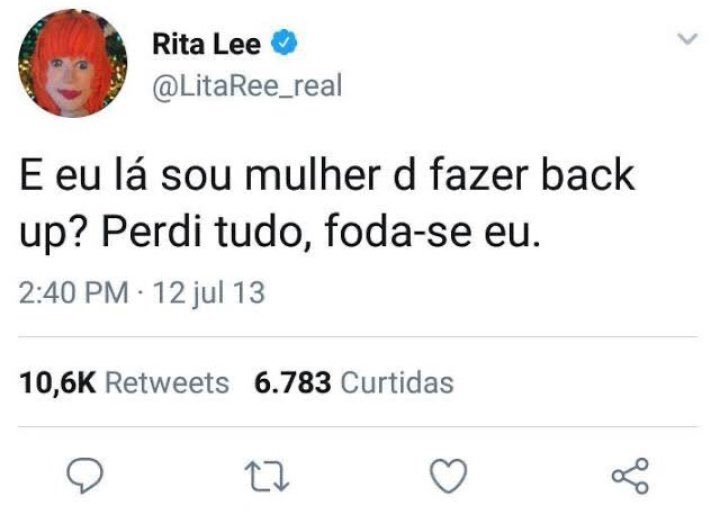 Rita Lee
@LitaRee_real
E eu lá sou mulher d fazer back
up? Perdi tudo, foda-se eu.
2:40 PM · 12 jul 13
10,6K Retweets 6.783 Curtidas